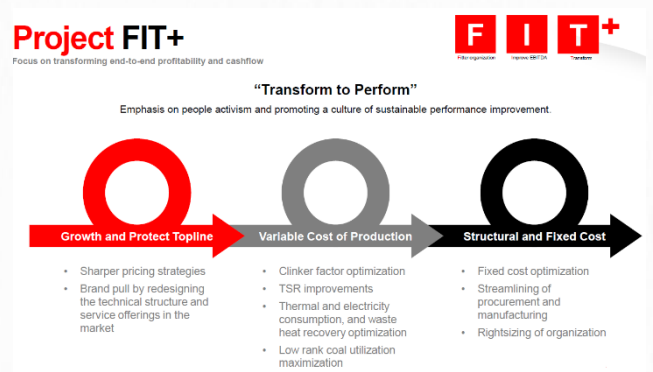 Project FIT+
Focus on transforming end-to-end profitability and cashflow
F I T +
Fitter organization Improve EBITDA Transform
“Transform to Perform”
Emphasis on people activism and promoting a culture of sustainable performance improvement.
Growth and Protect Topline
• Sharper pricing strategies
• Brand pull by redesigning
the technical structure and
service offerings in the
market
Variable Cost of Production
• Clinker factor optimization
• TSR improvements
• Thermal and electricity
consumption, and waste
heat recovery optimization
• Low rank coal utilization
maximization
Structural and Fixed Cost
• Fixed cost optimization
• Streamlining of
procurement and
manufacturing
• Rightsizing of organization